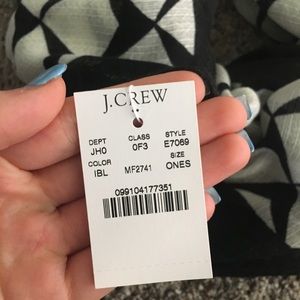 J.CREW
DEPT CLASS STYLE
JH0 0F3 E7069
COLOR SIZE
IBL MF2741 ONES
099104177351